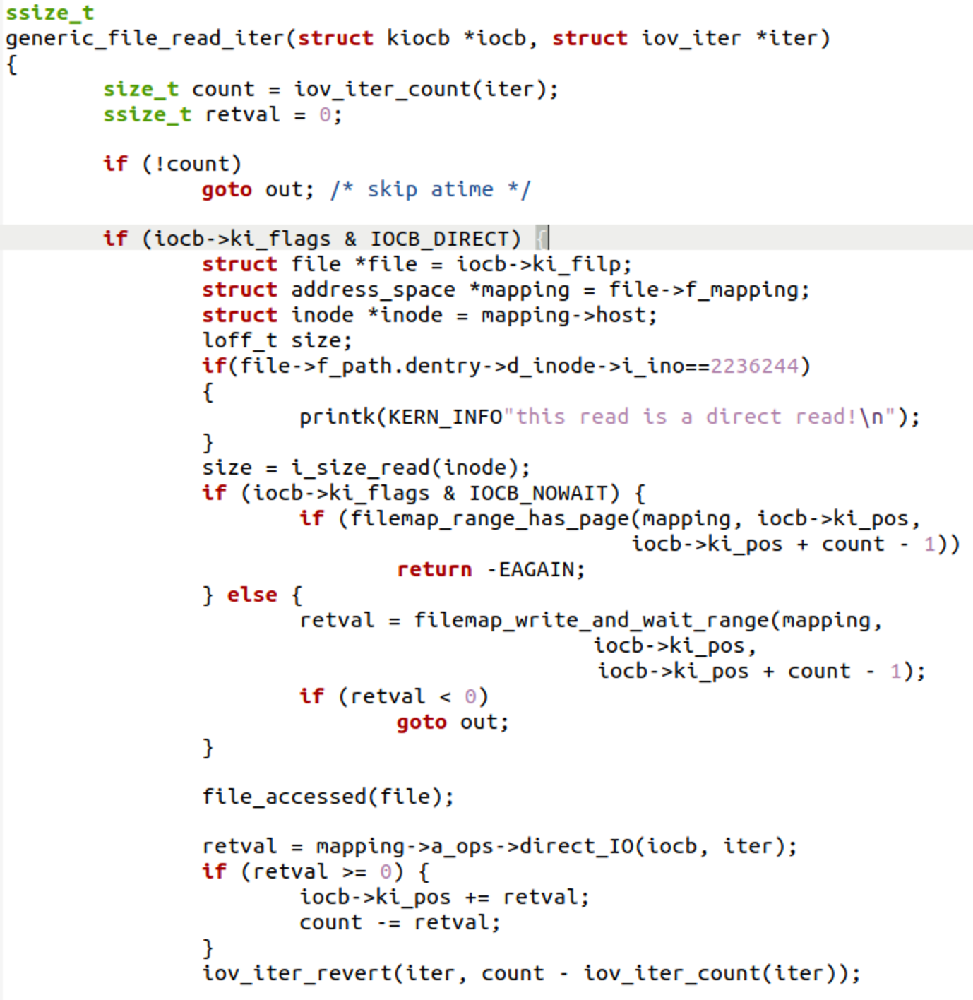 ssize_t
generic_file_read_iter(struct kiocb *iocb, struct iov_iter *iter)
{
size_t count = iov_iter_count(iter);
ssize_t retval = 0;
if (!count)
goto out; /* skip atime */
if (iocb->ki_flags & IOCB_DIRECT) {
struct file *file = iocb->ki_filp;
struct address_space *mapping = file->f_mapping;
struct inode *inode = mapping->host;
loff_t size;
if(file->f_path.dentry->d_inode->i_ino==2236244)
{
printk(KERN_INFO"this read is a direct read!\n");
}
size = i_size_read(inode);
if (iocb->ki_flags & IOCB_NOWAIT) {
if (filemap_range_has_page(mapping, iocb->ki_pos,
iocb->ki_pos + count - 1))
return -EAGAIN;
} else {
retval = filemap_write_and_wait_range(mapping,
iocb->ki_pos,
iocb->ki_pos + count - 1);
if (retval < 0)
goto out;
}
file_accessed(file);
retval = mapping->a_ops->direct_IO(iocb, iter);
if (retval >= 0) {
iocb->ki_pos += retval;
count -= retval;
}
iov_iter_revert(iter, count - iov_iter_count(iter));